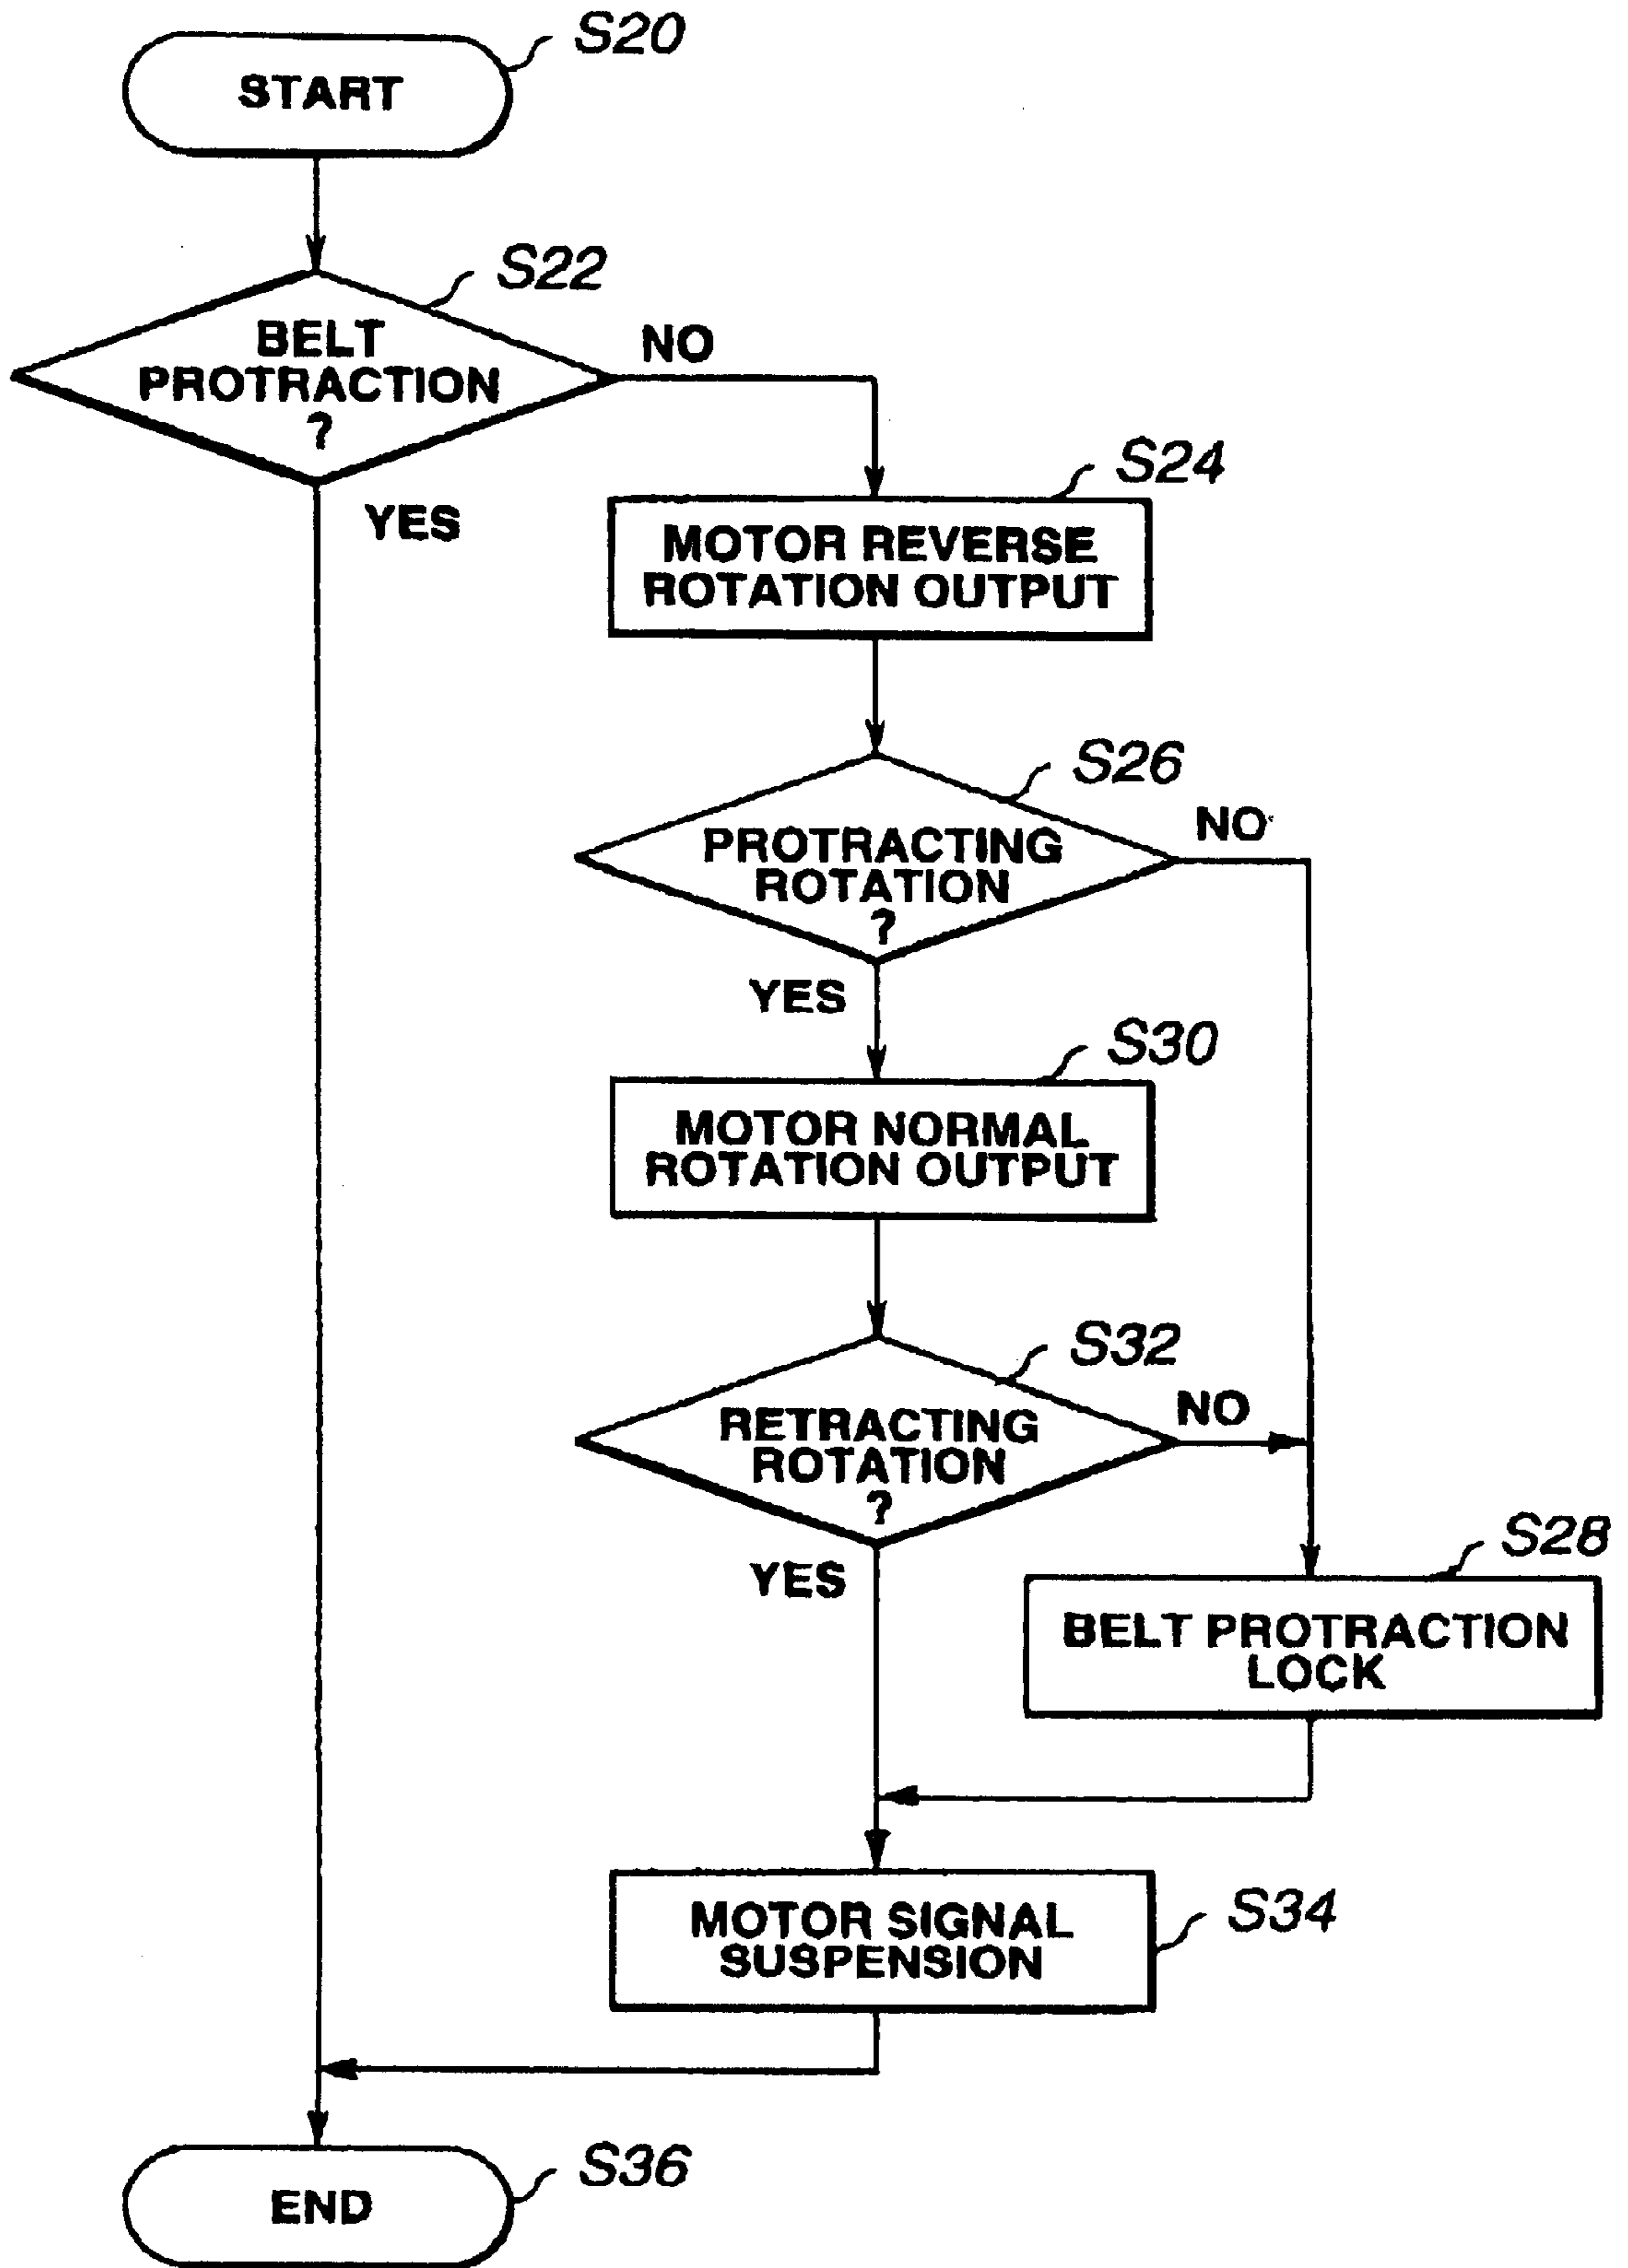 S20
START
S22
BELT
PROTRACTION
?
NO
YES
S24
MOTOR REVERSE
ROTATION OUTPUT
S26
PROTRACTING
ROTATION
?
NO
YES
S30
MOTOR NORMAL
ROTATION OUTPUT
S32
RETRACTING
ROTATION
?
NO
YES
S28
BELT PROTRACTION
LOCK
MOTOR SIGNAL
SUSPENSION
S34
S36
END